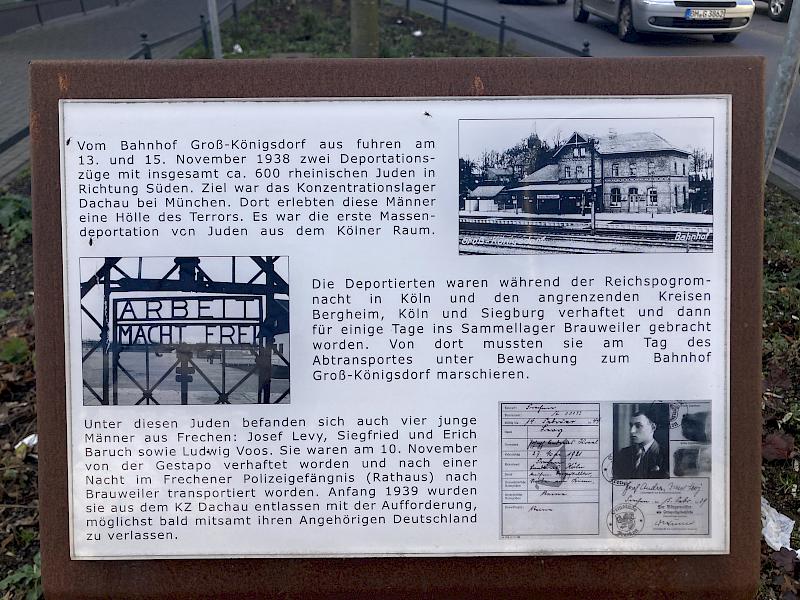 BM G 3862
Vom Bahnhof Groß-Königsdorf aus fuhren am
13. und 15. November 1938 zwei Deportations-
züge mit insgesamt ca. 600 rheinischen Juden in
Richtung Süden. Ziel war das Konzentrationslager
Dachau bei München. Dort erlebten diese Männer
eine Hölle des Terrors. Es war die erste Massen-
deportation von Juden aus dem Kölner Raum.
Groß-Königsdorf Bahnhof
ARBEIT
MACHT FREI
Die Deportierten waren während der Reichspogrom-
nacht in Köln und den angrenzenden Kreisen
Bergheim, Köln und Siegburg verhaftet und dann
für einige Tage ins Sammellager Brauweiler gebracht
worden. Von dort mussten sie am Tag des
Abtransportes unter Bewachung zum Bahnhof
Groß-Königsdorf marschieren.
Unter diesen Juden befanden sich auch vier junge
Männer aus Frechen: Josef Levy, Siegfried und Erich
Baruch sowie Ludwig Voos. Sie waren am 10. November
von der Gestapo verhaftet worden und nach einer
Nacht im Frechener Polizeigefängnis (Rathaus) nach
Brauweiler transportiert worden. Anfang 1939 wurden
sie aus dem KZ Dachau entlassen mit der Aufforderung,
möglichst bald mitsamt ihren Angehörigen Deutschland
zu verlassen.